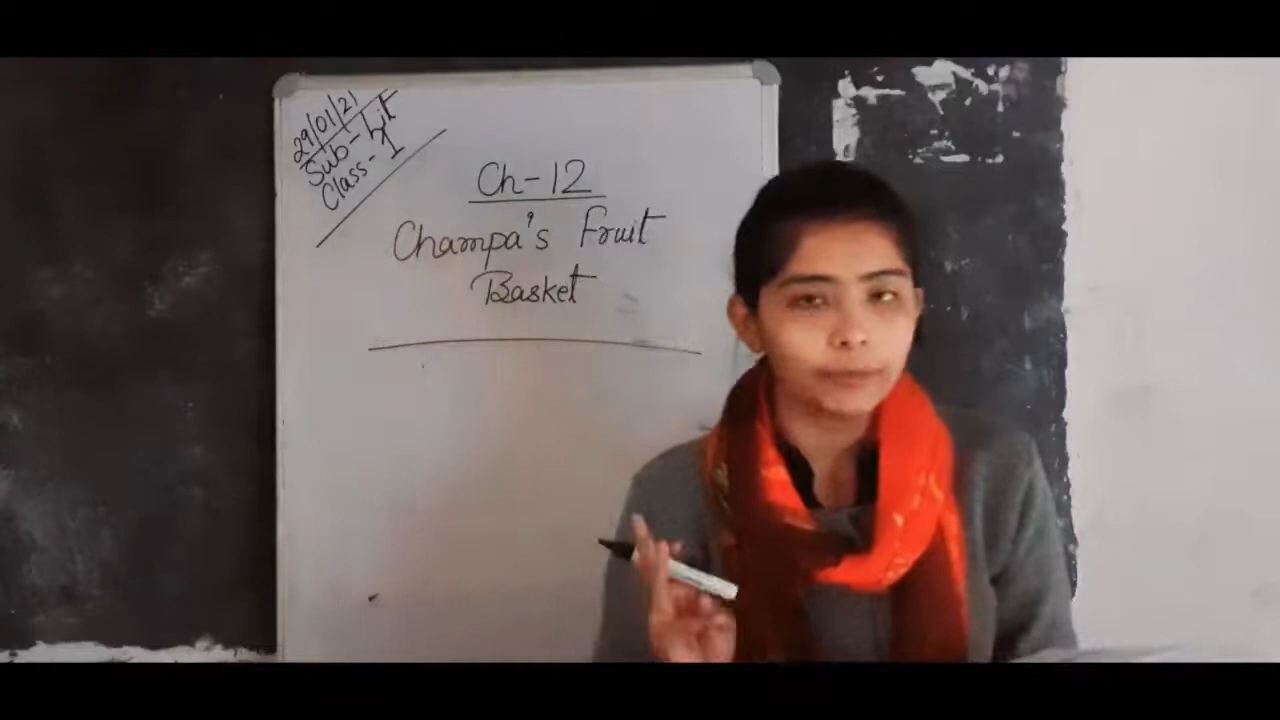 29/01/21
Sub-Lit
Class-I
Ch-12
Champa's Fruit
Basket